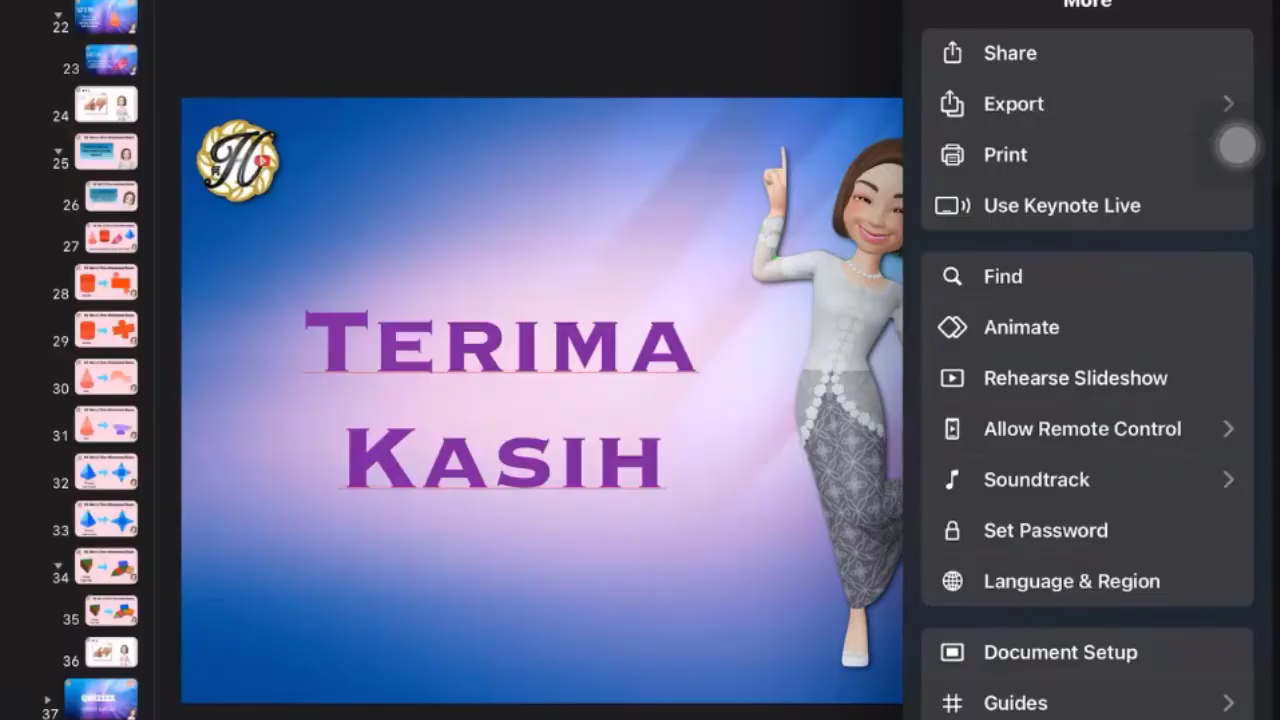 More
Share
Export
Print
Use Keynote Live
Find
Animate
Rehearse Slideshow
Allow Remote Control
Soundtrack
Set Password
Language & Region
Document Setup
Guides
TERIMA
KASIH
H
22
23
24
25
26
27
28
29
30
31
32
33
34
35
36
37